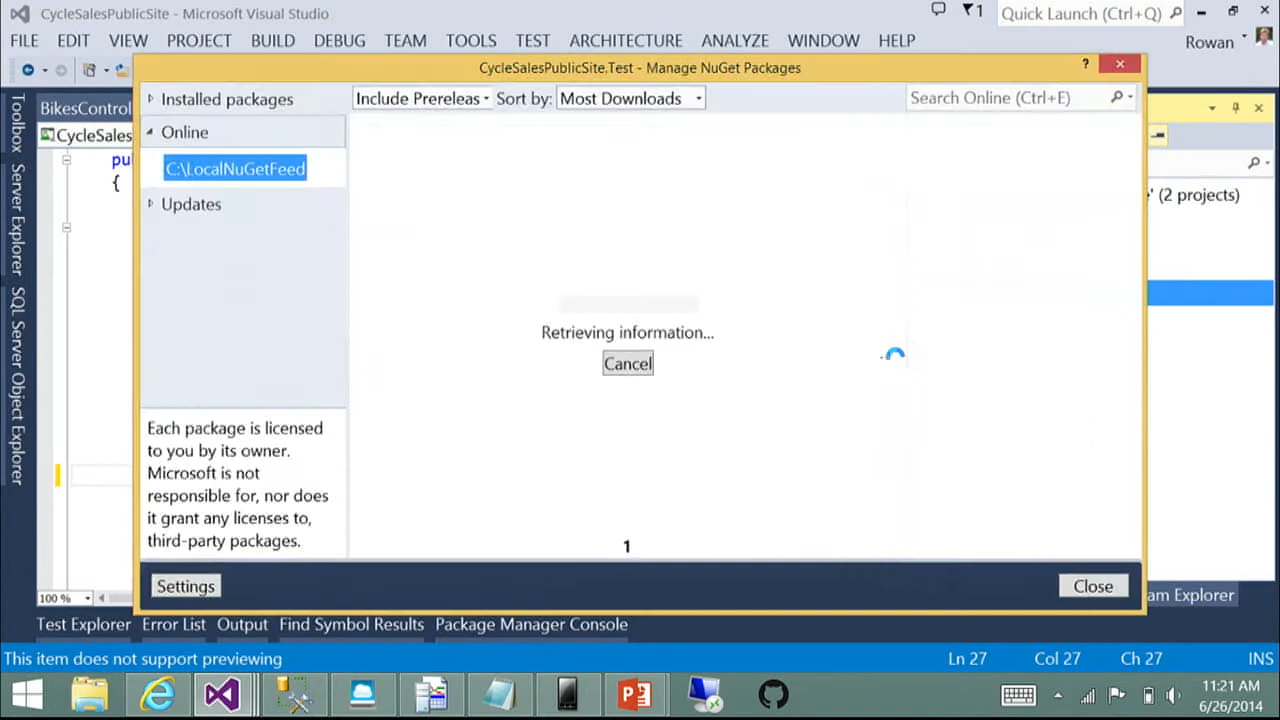 CycleSalesPublicSite - Microsoft Visual Studio
1
Quick Launch (Ctrl+Q)
FILE EDIT VIEW PROJECT BUILD DEBUG TEAM TOOLS TEST ARCHITECTURE ANALYZE WINDOW HELP
Rowan
CycleSalesPublicSite.Test - Manage NuGet Packages
?
Toolbox
Server Explorer
SQL Server Object Explorer
BikesControl
CycleSales
pu
{
Installed packages
Online
C:\LocalNuGetFeed
Updates
Include Prereleas
Sort by: Most Downloads
Search Online (Ctrl+E)
Retrieving information...
Cancel
1
Each package is licensed
to you by its owner.
Microsoft is not
responsible for, nor does
it grant any licenses to,
third-party packages.
Settings
Close
' (2 projects)
am Explorer
100 %
Test Explorer Error List Output Find Symbol Results Package Manager Console
This item does not support previewing
Ln 27 Col 27 Ch 27 INS
11:21 AM
6/26/2014